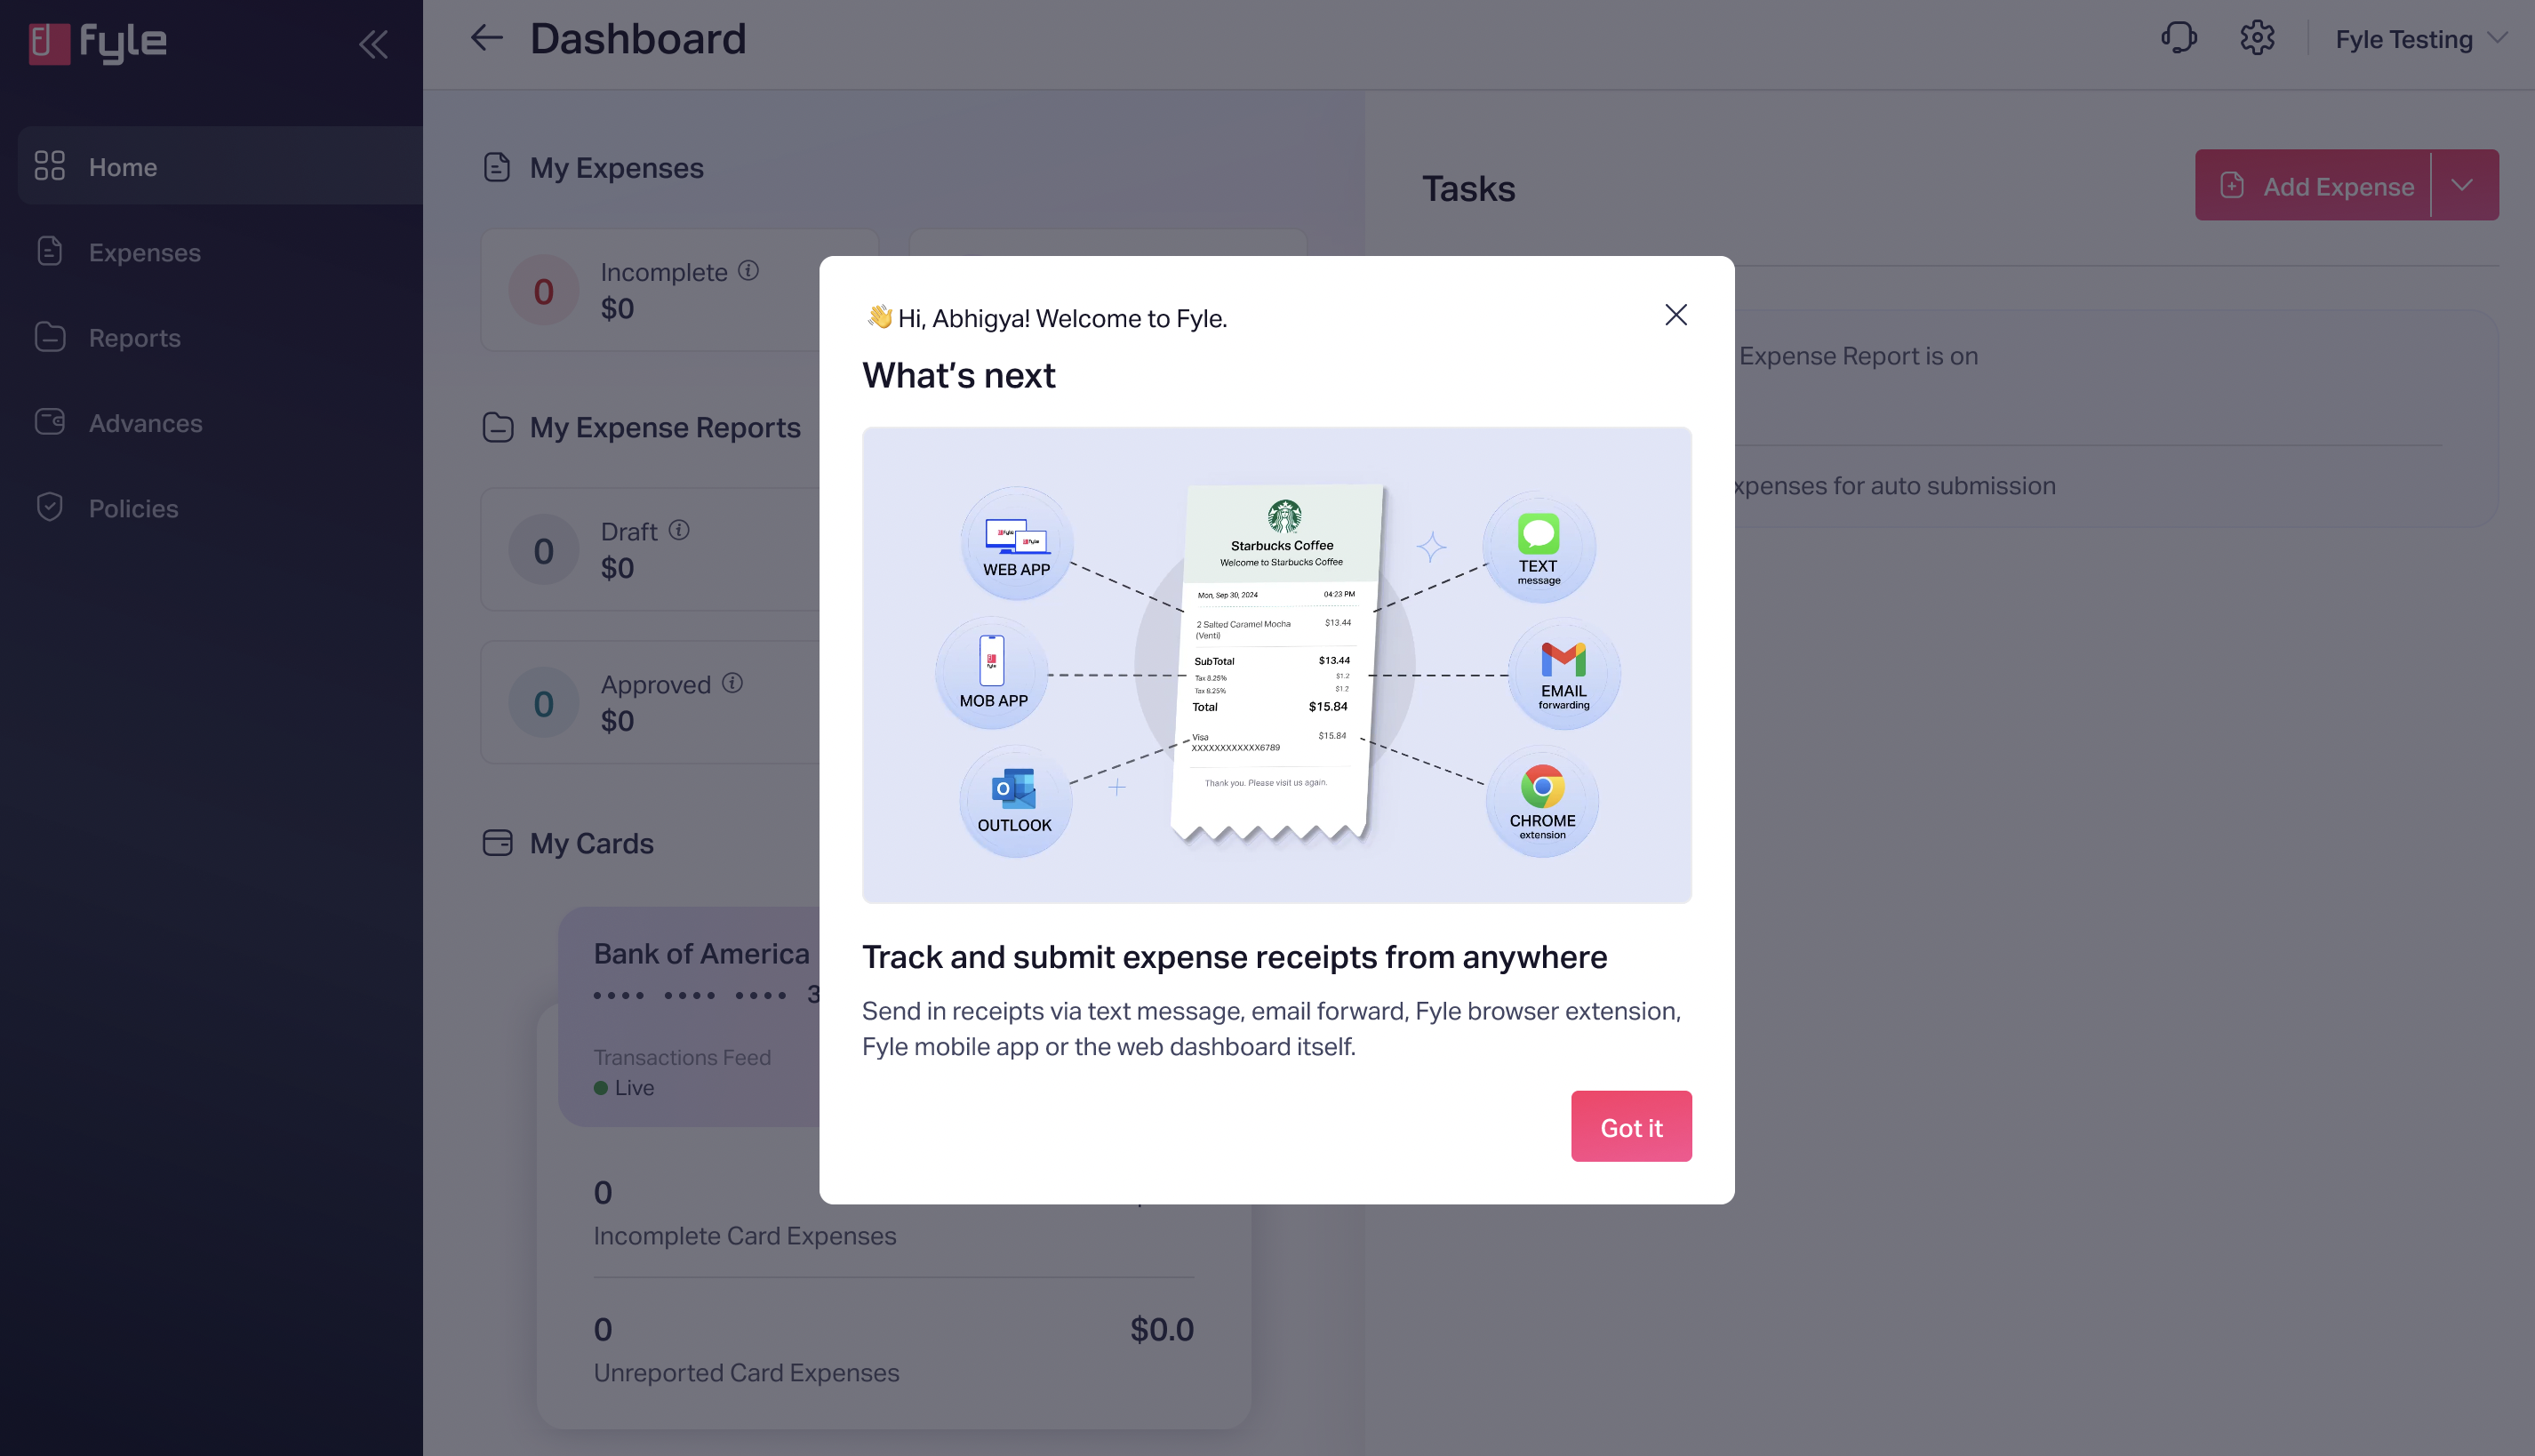 fyle
Home
Expenses
Reports
Advances
Policies
Dashboard
Fyle Testing
My Expenses
0
Incomplete
$0
My Expense Reports
0
Draft
$0
0
Approved
$0
My Cards
Bank of America
•••• •••• •••• 3
Transactions Feed
Live
0
Incomplete Card Expenses
0 $0.0
Unreported Card Expenses
Tasks
Add Expense
Expense Report is on
expenses for auto submission
👋 Hi, Abhigya! Welcome to Fyle.
What’s next
WEB APP
MOB APP
OUTLOOK
Starbucks Coffee
Welcome to Starbucks Coffee
Mon, Sep 30, 2024 04:23 PM
2 Salted Caramel Mocha $13.44
(Venti)
SubTotal $13.44
Tax 8.25% $1.2
Tax 8.25% $1.2
Total $15.84
Visa $15.84
XXXXXXXXXXXX6789
Thank you. Please visit us again.
TEXT
message
EMAIL
forwarding
CHROME
extension
Track and submit expense receipts from anywhere
Send in receipts via text message, email forward, Fyle browser extension,
Fyle mobile app or the web dashboard itself.
Got it